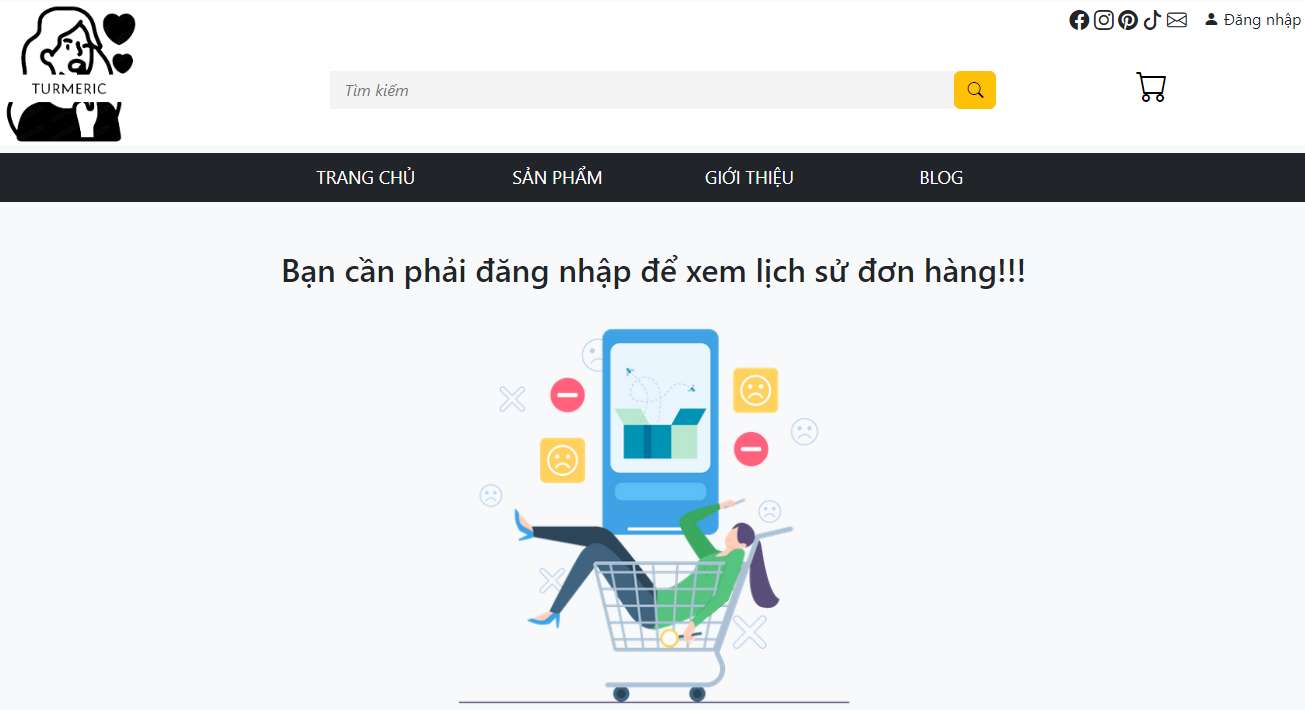 Đăng nhập
TURMERIC
Tìm kiếm
TRANG CHỦ SẢN PHẨM GIỚI THIỆU BLOG
Bạn cần phải đăng nhập để xem lịch sử đơn hàng!!!